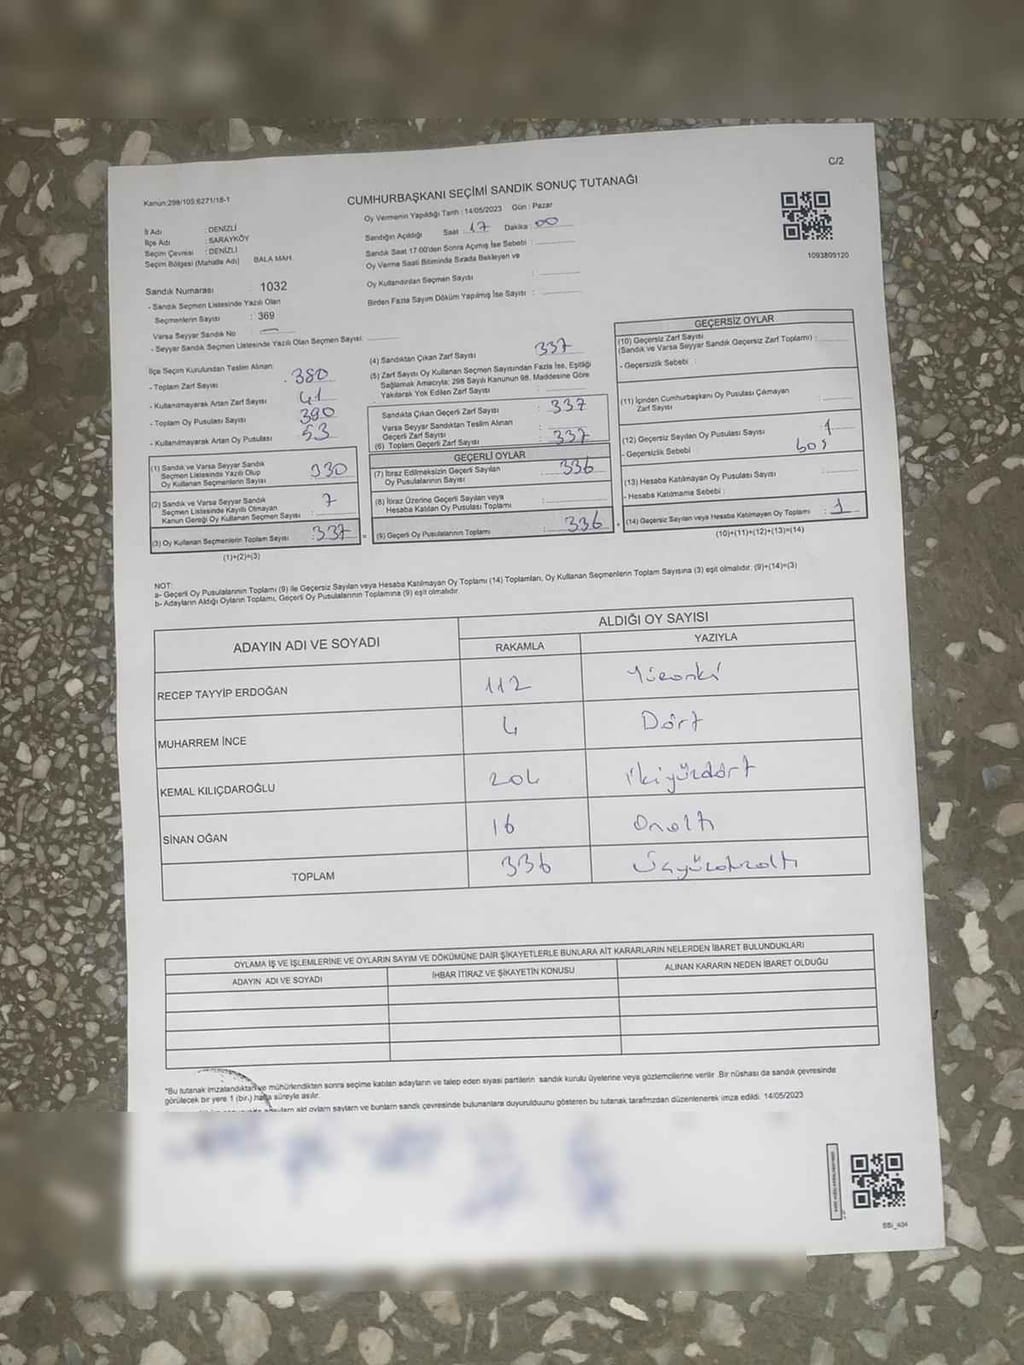 C/2
Kanun:298/105;6271/18-1
CUMHURBAŞKANI SEÇİMİ SANDIK SONUÇ TUTANAĞI
Oy Vermenin Yapıldığı Tarih : 14/05/2023 Gün : Pazar
İl Adı : DENİZLİ
İlçe Adı : SARAYKÖY
Seçim Çevresi : DENİZLİ
Seçim Bölgesi (Mahalle Adı) BALA MAH.
Sandığın Açıldığı Saat : 17 Dakika : 00
Sandık Saat 17:00'den Sonra Açılmış İse Sebebi :
Oy Verme Saati Bitiminde Sırada Bekleyen ve
Oy Kullandırılan Seçmen Sayısı :
Birden Fazla Sayım Döküm Yapılmış İse Sayısı :
1093809120
Sandık Numarası 1032
- Sandık Seçmen Listesinde Yazılı Olan
Seçmenlerin Sayısı : 369
Varsa Seyyar Sandık No :
- Seyyar Sandık Seçmen Listesinde Yazılı Olan Seçmen Sayısı:
İlçe Seçim Kurulundan Teslim Alınan
- Toplam Zarf Sayısı : 380
- Kullanılmayarak Artan Zarf Sayısı : 41
- Toplam Oy Pusulası : 390
- Kullanılmayarak Artan Oy Pusulası : 53
(1) Sandık ve Varsa Seyyar Sandık
Seçmen Listesinde Yazılı Olup
Oy Kullanan Seçmenlerin Sayısı : 330
(2) Sandık ve Varsa Seyyar Sandık
Seçmen Listesinde Kayıtlı Olmayan
Kanun Gereği Oy Kullanan Seçmen Sayısı : 7
(3) Oy Kullanan Seçmenlerin Toplam Sayısı : 337
(1)+(2)=(3)
(4) Sandıktan Çıkan Zarf Sayısı : 337
(5) Zarf Sayısı Oy Kullanan Seçmen Sayısından Fazla İse, Eşitliği
Sağlamak Amacıyla; 298 Sayılı Kanunun 98. Maddesine Göre
Yakılarak Yok Edilen Zarf Sayısı :
Sandıkta Çıkan Geçerli Zarf Sayısı : 337
Varsa Seyyar Sandıktan Teslim Alınan
Geçerli Zarf Sayısı :
(6) Toplam Geçerli Zarf Sayısı : 337
GEÇERLİ OYLAR
(7) İtiraz Edilmeksizin Geçerli Sayılan
Oy Pusulalarının Sayısı : 336
(8) İtiraz Üzerine Geçerli Sayılan veya
Hesaba Katılan Oy Pusulası Toplamı :
(9) Geçerli Oy Pusulalarının Toplamı : 336
GEÇERSİZ OYLAR
(10) Geçersiz Zarf Sayısı
(Sandık ve Varsa Seyyar Sandık Geçersiz Zarf Toplamı) :
- Geçersizlik Sebebi :
(11) İçinden Cumhurbaşkanı Oy Pusulası Çıkmayan
Zarf Sayısı :
(12) Geçersiz Sayılan Oy Pusulası Sayısı : 1
- Geçersizlik Sebebi : boş
(13) Hesaba Katılmayan Oy Pusulası Sayısı :
- Hesaba Katılmama Sebebi :
(14) Geçersiz Sayılan veya Hesaba Katılmayan Oy Toplamı : 1
(10)+(11)+(12)+(13)=(14)
NOT:
a- Geçerli Oy Pusulalarının Toplamı (9) ile Geçersiz Sayılan veya Hesaba Katılmayan Oy Toplamı (14) Toplamları, Oy Kullanan Seçmenlerin Toplam Sayısına (3) eşit olmalıdır. (9)+(14)=(3)
b- Adayların Aldığı Oyların Toplamı, Geçerli Oy Pusulalarının Toplamına (9) eşit olmalıdır.
ADAYIN ADI VE SOYADI ALDIĞI OY SAYISI
RAKAMLA YAZIYLA
RECEP TAYYİP ERDOĞAN 112 Yüzoniki
MUHARREM İNCE 4 Dört
KEMAL KILIÇDAROĞLU 204 İkiyüzdört
SİNAN OĞAN 16 Onaltı
TOPLAM 336 Üçyüzotuzaltı
OYLAMA İŞ VE İŞLEMLERİNE VE OYLARIN SAYIM VE DÖKÜMÜNE DAİR ŞİKAYETLERLE BUNLARA AİT KARARLARIN NELERDEN İBARET BULUNDUKLARI
ADAYIN ADI VE SOYADI İHBAR İTİRAZ VE ŞİKAYETİN KONUSU ALINAN KARARIN NEDEN İBARET OLDUĞU
*Bu tutanak imzalandıktan ve mühürlendikten sonra seçime katılan adayların ve talep eden siyasi partilerin sandık kurulu üyelerine veya gözlemcilerine verilir .Bir nüshası da sandık çevresinde
görülecek bir yere 1 (bir.) hafta süreyle asılır.
ald oyların sayılarını ve bunların sandık çevresinde bulunanlara duyurulduunu gösteren bu tutanak tarafımızdan düzenlenerek imza edildi. 14/05/2023